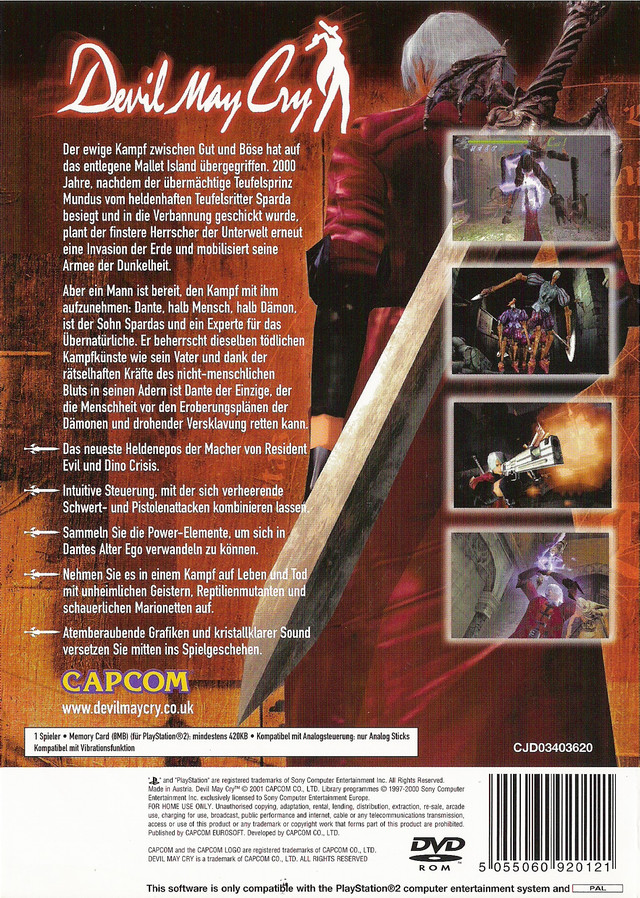 Devil May Cry
Der ewige Kampf zwischen Gut und Böse hat auf
das entlegene Mallet Island übergegriffen. 2000
Jahre, nachdem der übermächtige Teufelsprinz
Mundus vom heldenhaften Teufelsritter Sparda
besiegt und in die Verbannung geschickt wurde,
plant der finstere Herrscher der Unterwelt erneut
eine Invasion der Erde und mobilisiert seine
Armee der Dunkelheit.
Aber ein Mann ist bereit, den Kampf mit ihm
aufzunehmen: Dante, halb Mensch, halb Dämon,
ist der Sohn Spardas und ein Experte für das
Übernatürliche. Er beherrscht dieselben tödlichen
Kampfkünste wie sein Vater und dank der
rätselhaften Kräfte des nicht-menschlichen
Bluts in seinen Adern ist Dante der Einzige, der
die Menschheit vor den Eroberungsplänen der
Dämonen und drohender Versklavung retten kann.
Das neueste Heldenepos der Macher von Resident
Evil und Dino Crisis.
Intuitive Steuerung, mit der sich verheerende
Schwert- und Pistolenattacken kombinieren lassen.
Sammeln Sie die Power-Elemente, um sich in
Dantes Alter Ego verwandeln zu können.
Nehmen Sie es in einem Kampf auf Leben und Tod
mit unheimlichen Geistern, Reptilienmutanten und
schauerlichen Marionetten auf.
Atemberaubende Grafiken und kristallklarer Sound
versetzen Sie mitten ins Spielgeschehen.
CAPCOM
www.devilmaycry.co.uk
1 Spieler • Memory Card (8MB) (für PlayStation®2): mindestens 420KB • Kompatibel mit Analogsteuerung: nur Analog Sticks
Kompatibel mit Vibrationsfunktion
CJD03403620
" and "PlayStation" are registered trademarks of Sony Computer Entertainment Inc. All Rights Reserved.
Made in Austria. Devil May Cry™ © 2001 CAPCOM CO., LTD. Library programmes © 1997-2000 Sony Computer
Entertainment Inc. exclusively licensed to Sony Computer Entertainment Europe.
FOR HOME USE ONLY. Unauthorised copying, adaptation, rental, lending, distribution, extraction, re-sale, arcade
use, charging for use, broadcast, public performance and internet, cable or any telecommunications transmission,
access or use of this product or any trademark or copyright work that forms part of this product are prohibited.
Published by CAPCOM EUROSOFT. Developed by CAPCOM CO., LTD.
CAPCOM and the CAPCOM LOGO are registered trademarks of CAPCOM CO., LTD.
DEVIL MAY CRY is a trademark of CAPCOM CO., LTD. ALL RIGHTS RESERVED
DVD
ROM
5 055060 920121
This software is only compatible with the PlayStation®2 computer entertainment system and PAL